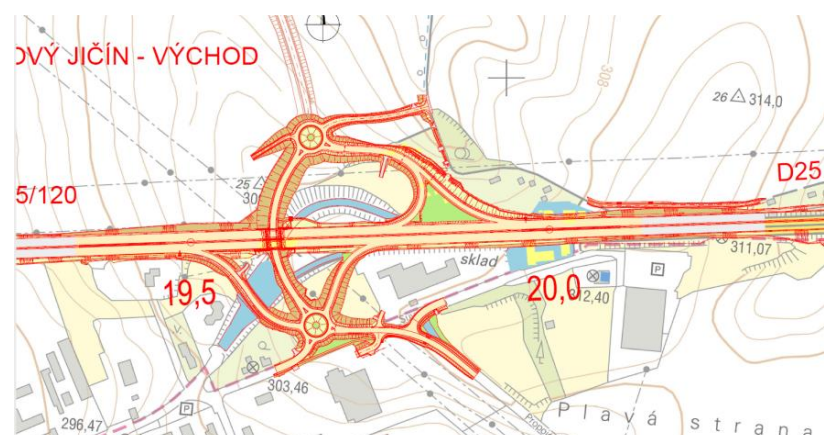 OVÝ JIČÍN - VÝCHOD
308
26 314,0
D25
25
30
5/120
311,07
sklad
19,5
20,0
P
12,40
303,46
P
296,47
Plavá strana